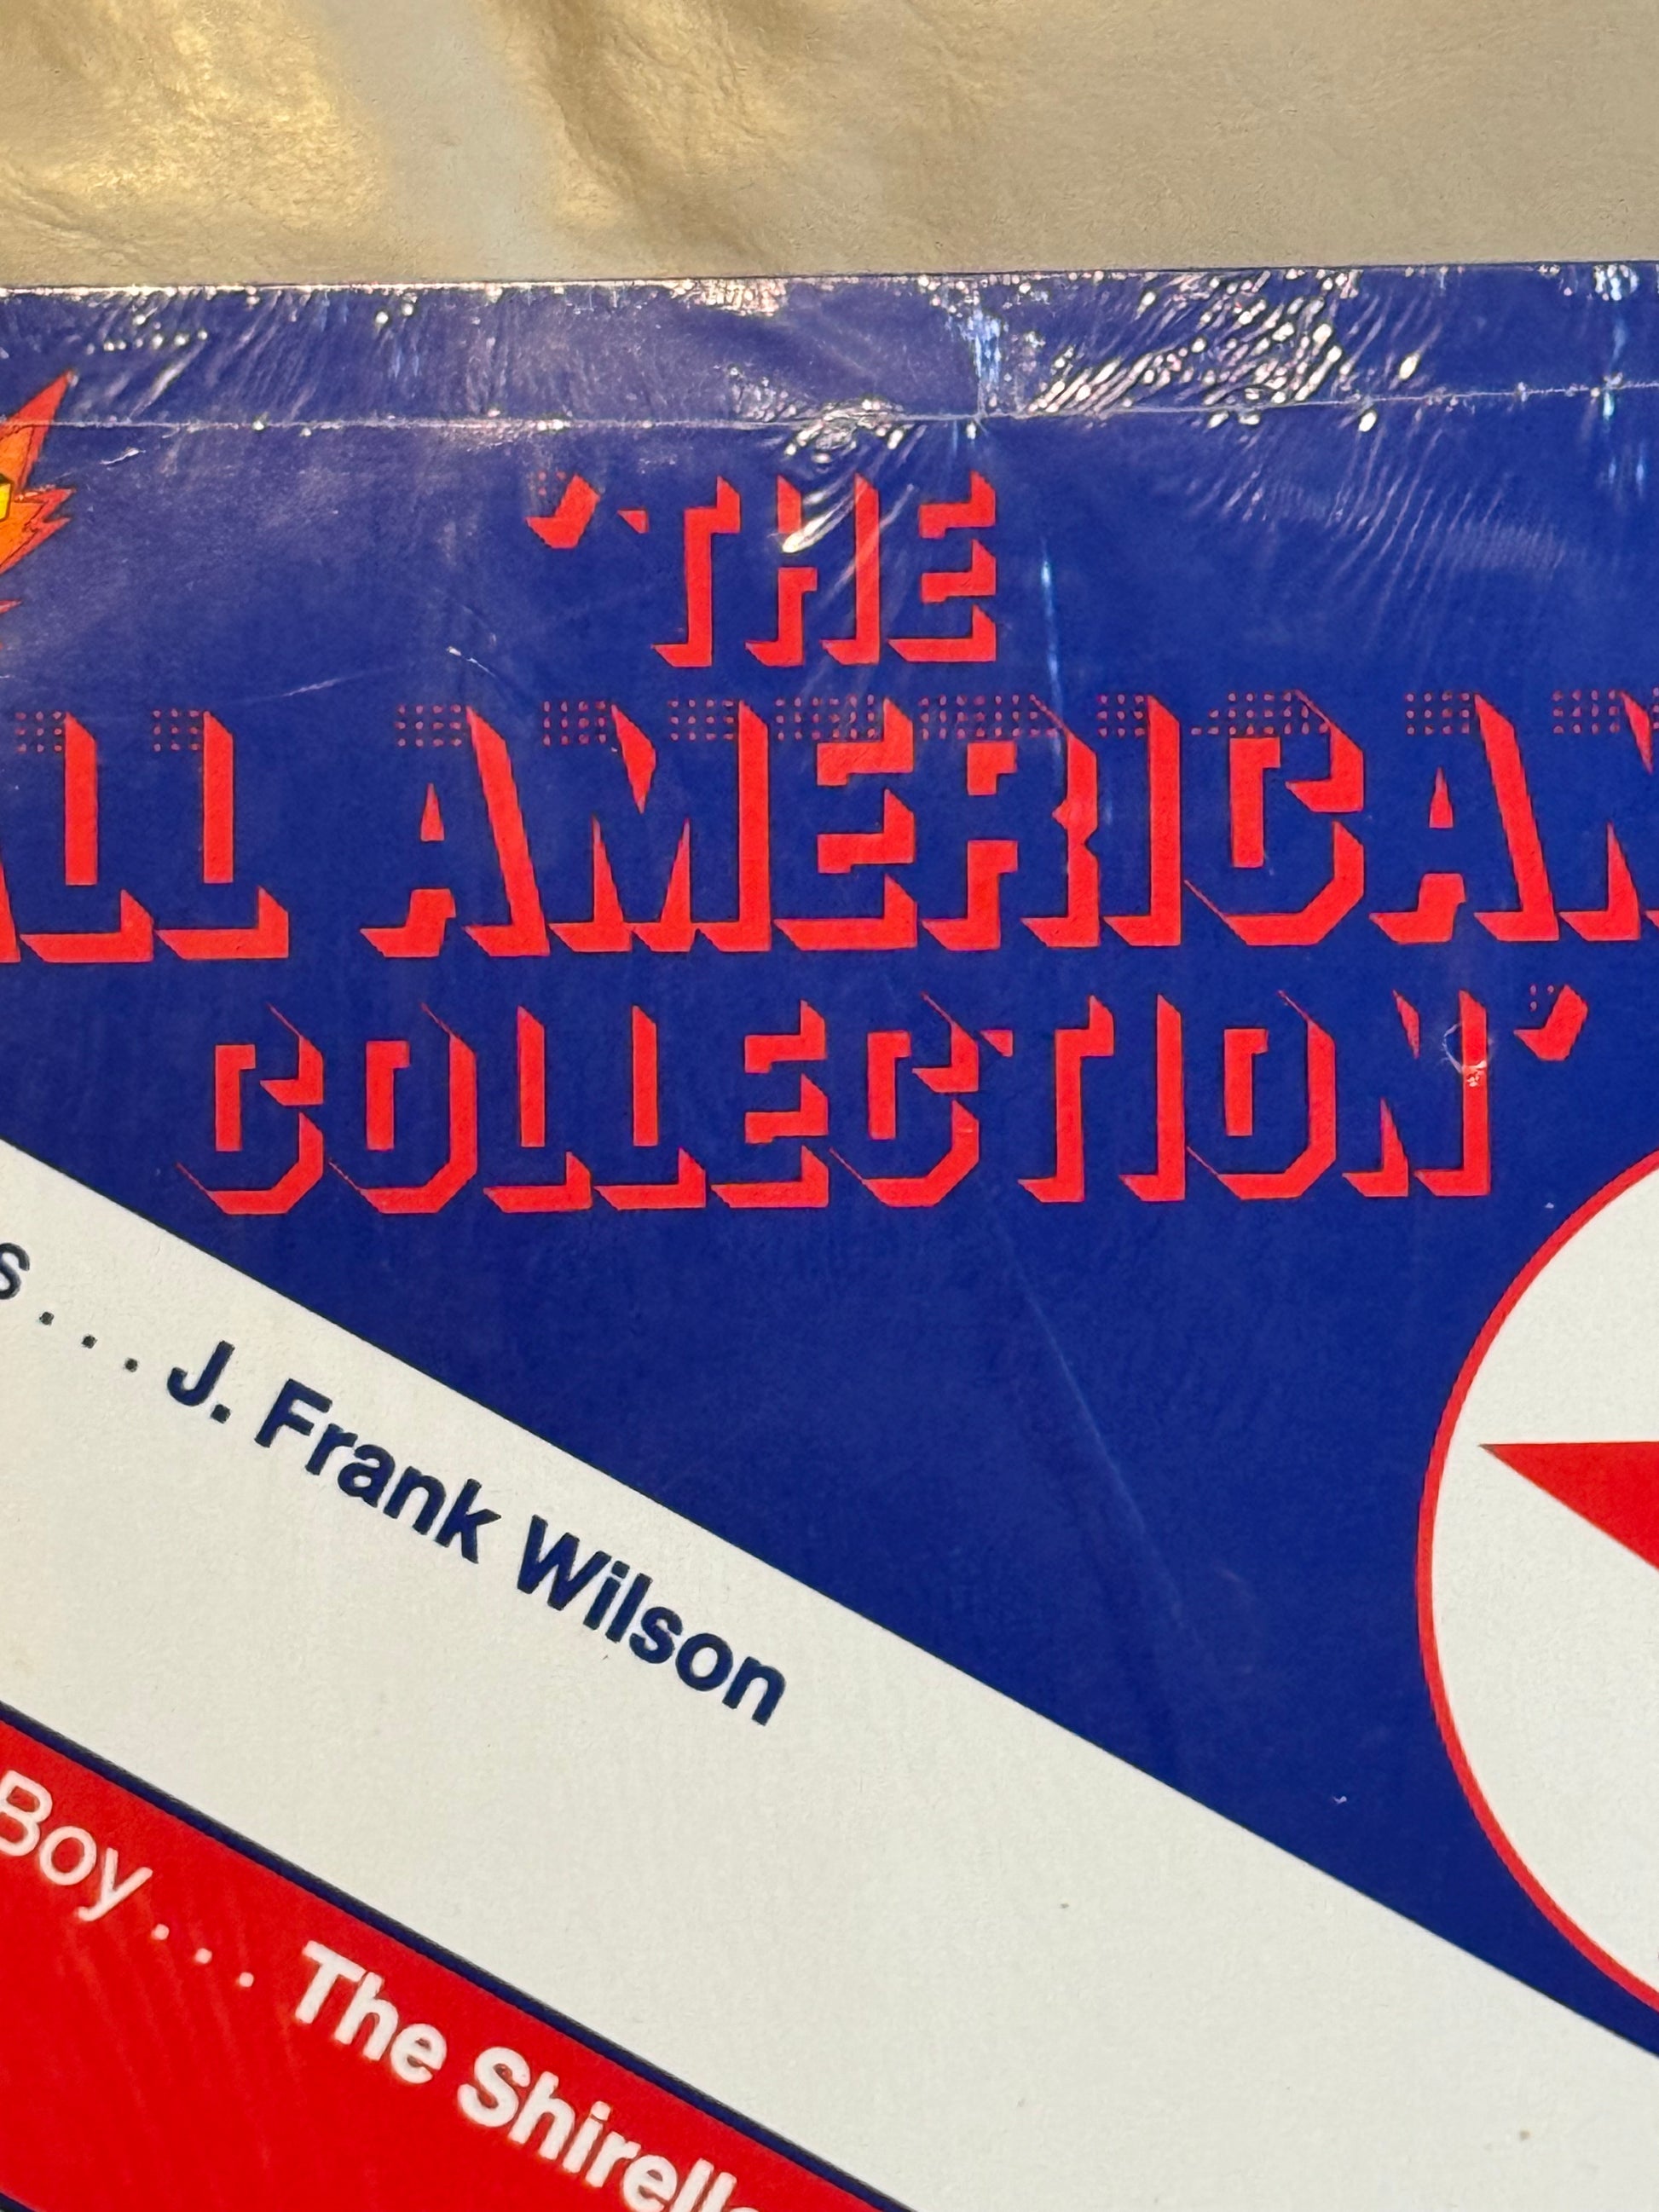 'THE
ALL AMERICAN
COLLECTION'
s . . . J. Frank Wilson
Boy . . . The Shirelle